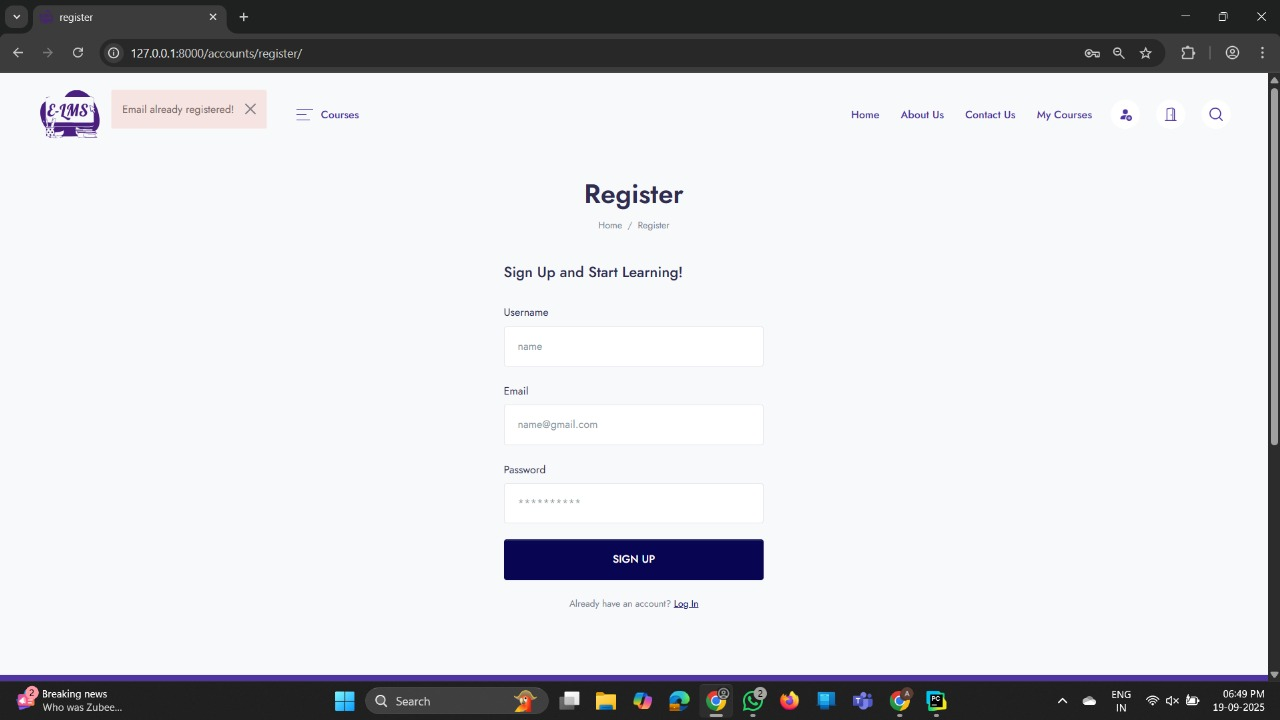 register
127.0.0.1:8000/accounts/register/
E-LMS
Email already registered!
Courses
Home
About Us
Contact Us
My Courses
Register
Home / Register
Sign Up and Start Learning!
Username
name
Email
name@gmail.com
Password
**********
SIGN UP
Already have an account? Log In
2
Breaking news
Who was Zubee...
Search
2
A
PC
ENG
IN
06:49 PM
19-09-2025